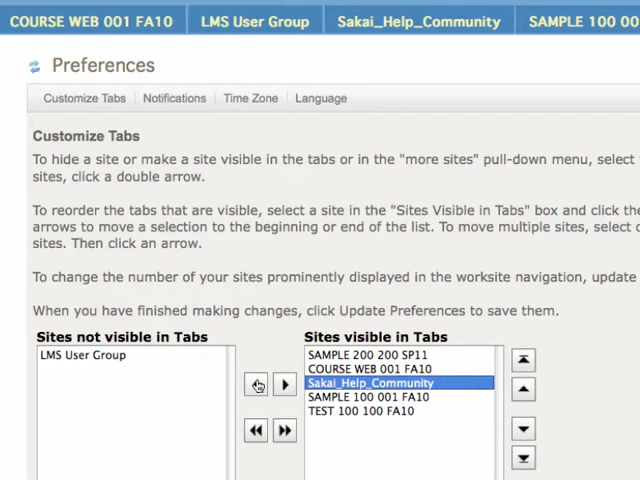 COURSE WEB 001 FA10 LMS User Group Sakai_Help_Community SAMPLE 100 00
Preferences
Customize Tabs Notifications Time Zone Language
Customize Tabs
To hide a site or make a site visible in the tabs or in the "more sites" pull-down menu, select
sites, click a double arrow.
To reorder the tabs that are visible, select a site in the "Sites Visible in Tabs" box and click the
arrows to move a selection to the beginning or end of the list. To move multiple sites, select
sites. Then click an arrow.
To change the number of your sites prominently displayed in the worksite navigation, update
When you have finished making changes, click Update Preferences to save them.
Sites not visible in Tabs Sites visible in Tabs
LMS User Group
SAMPLE 200 200 SP11
COURSE WEB 001 FA10
Sakai_Help_Community
SAMPLE 100 001 FA10
TEST 100 100 FA10